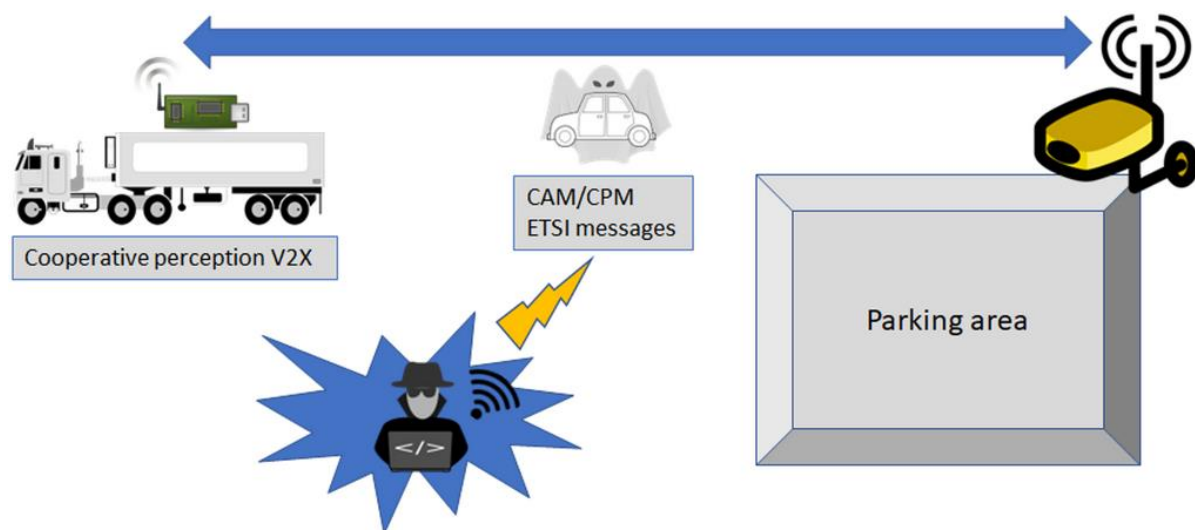 CAM/CPM
ETSI messages
Cooperative perception V2X
Parking area
</>